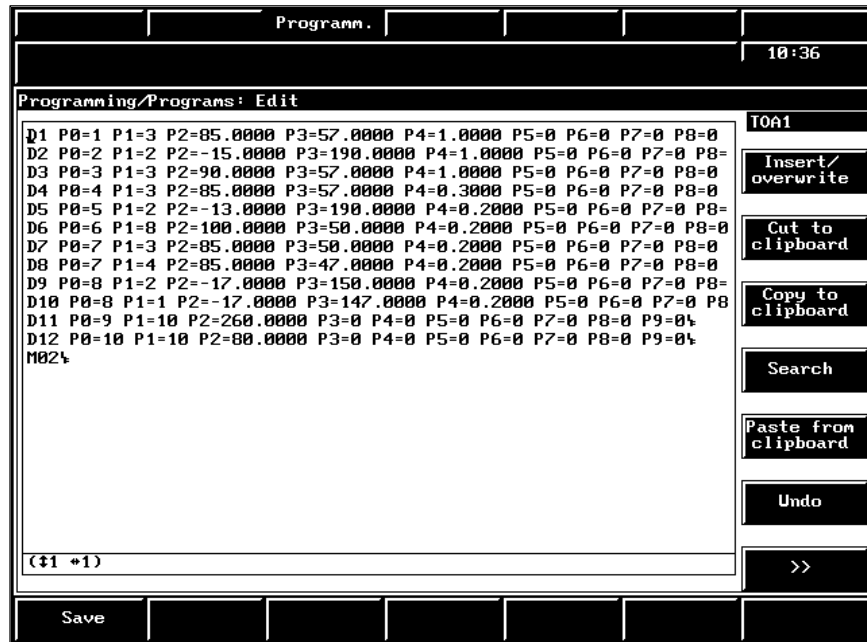 Programm.
10:36
Programming/Programs: Edit
TOA1
D1 P0=1 P1=3 P2=85.0000 P3=57.0000 P4=1.0000 P5=0 P6=0 P7=0 P8=0
D2 P0=2 P1=2 P2=-15.0000 P3=190.0000 P4=1.0000 P5=0 P6=0 P7=0 P8=
D3 P0=3 P1=3 P2=90.0000 P3=57.0000 P4=1.0000 P5=0 P6=0 P7=0 P8=0
D4 P0=4 P1=3 P2=85.0000 P3=57.0000 P4=0.3000 P5=0 P6=0 P7=0 P8=0
D5 P0=5 P1=2 P2=-13.0000 P3=190.0000 P4=0.2000 P5=0 P6=0 P7=0 P8=
D6 P0=6 P1=8 P2=100.0000 P3=50.0000 P4=0.2000 P5=0 P6=0 P7=0 P8=0
D7 P0=7 P1=3 P2=85.0000 P3=50.0000 P4=0.2000 P5=0 P6=0 P7=0 P8=0
D8 P0=7 P1=4 P2=85.0000 P3=47.0000 P4=0.2000 P5=0 P6=0 P7=0 P8=0
D9 P0=8 P1=2 P2=-17.0000 P3=150.0000 P4=0.2000 P5=0 P6=0 P7=0 P8=
D10 P0=8 P1=1 P2=-17.0000 P3=147.0000 P4=0.2000 P5=0 P6=0 P7=0 P8
D11 P0=9 P1=10 P2=260.0000 P3=0 P4=0 P5=0 P6=0 P7=0 P8=0 P9=0␊
D12 P0=10 P1=10 P2=80.0000 P3=0 P4=0 P5=0 P6=0 P7=0 P8=0 P9=0␊
M02␊
(↕1 ↔1)
Insert/
overwrite
Cut to
clipboard
Copy to
clipboard
Search
Paste from
clipboard
Undo
>>
Save